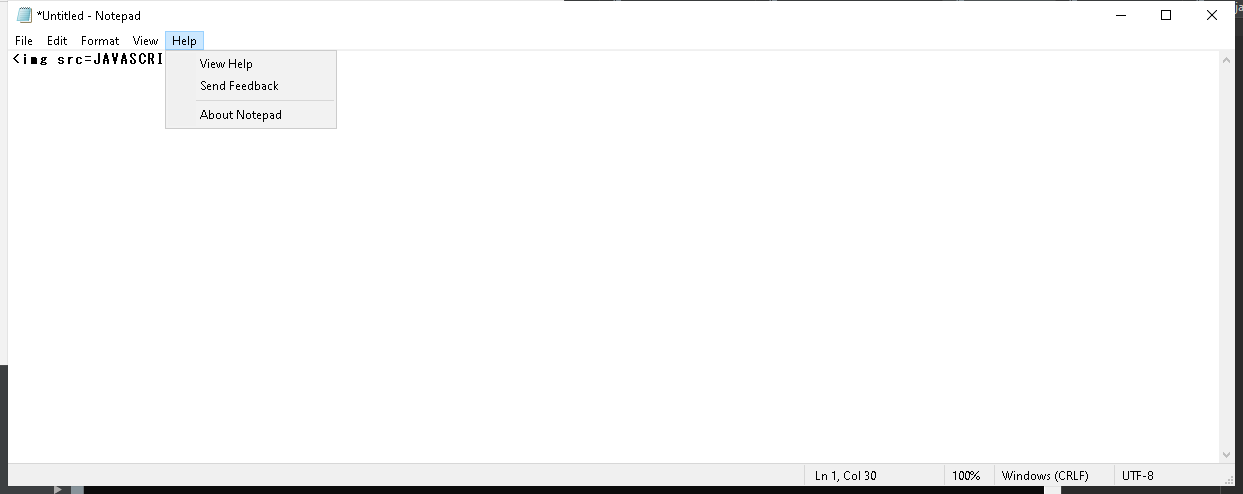 *Untitled - Notepad
File Edit Format View Help
<img src=JAVASCRI
View Help
Send Feedback
About Notepad
Ln 1, Col 30 100% Windows (CRLF) UTF-8